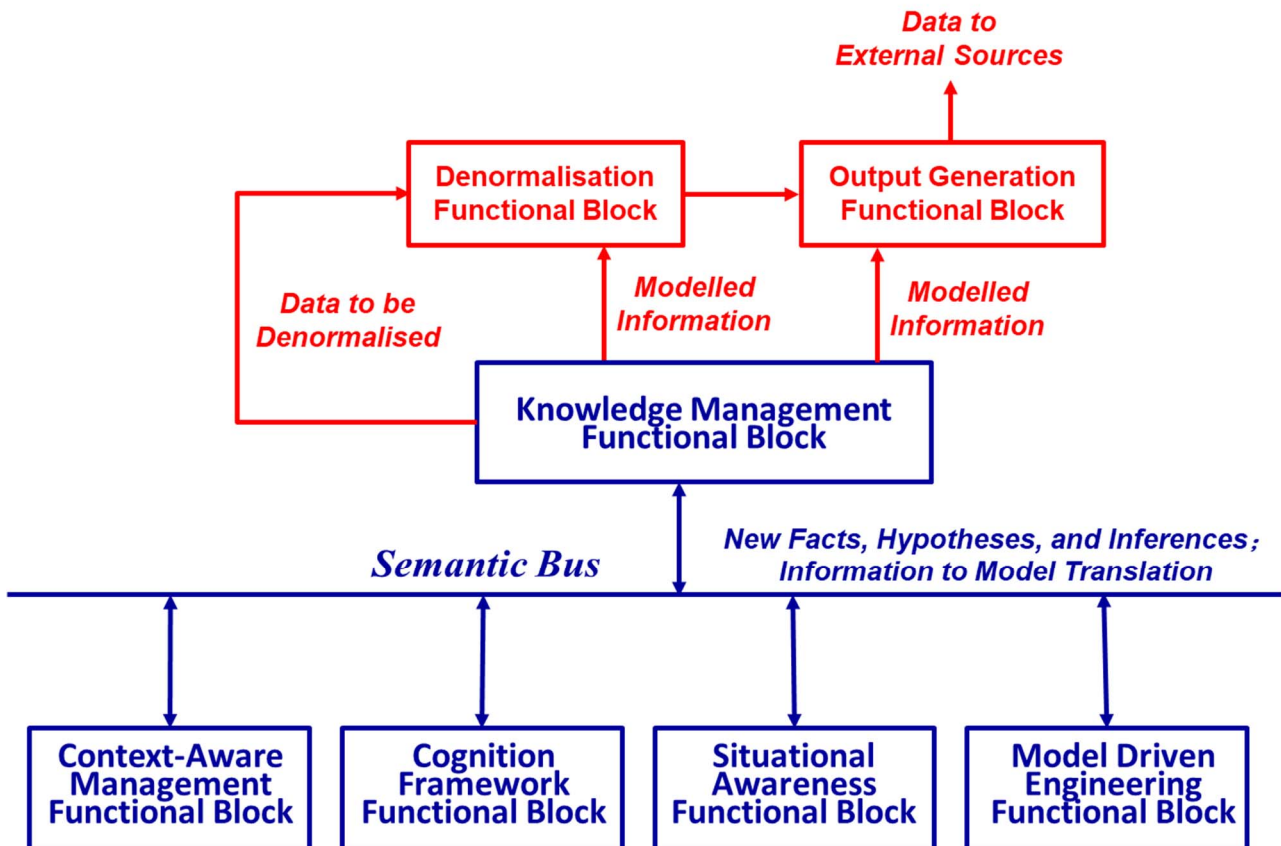 Data to
External Sources
Denormalisation
Functional Block
Output Generation
Functional Block
Data to be
Denormalised
Modelled
Information
Modelled
Information
Knowledge Management
Functional Block
Semantic Bus
New Facts, Hypotheses, and Inferences；
Information to Model Translation
Context-Aware
Management
Functional Block
Cognition
Framework
Functional Block
Situational
Awareness
Functional Block
Model Driven
Engineering
Functional Block